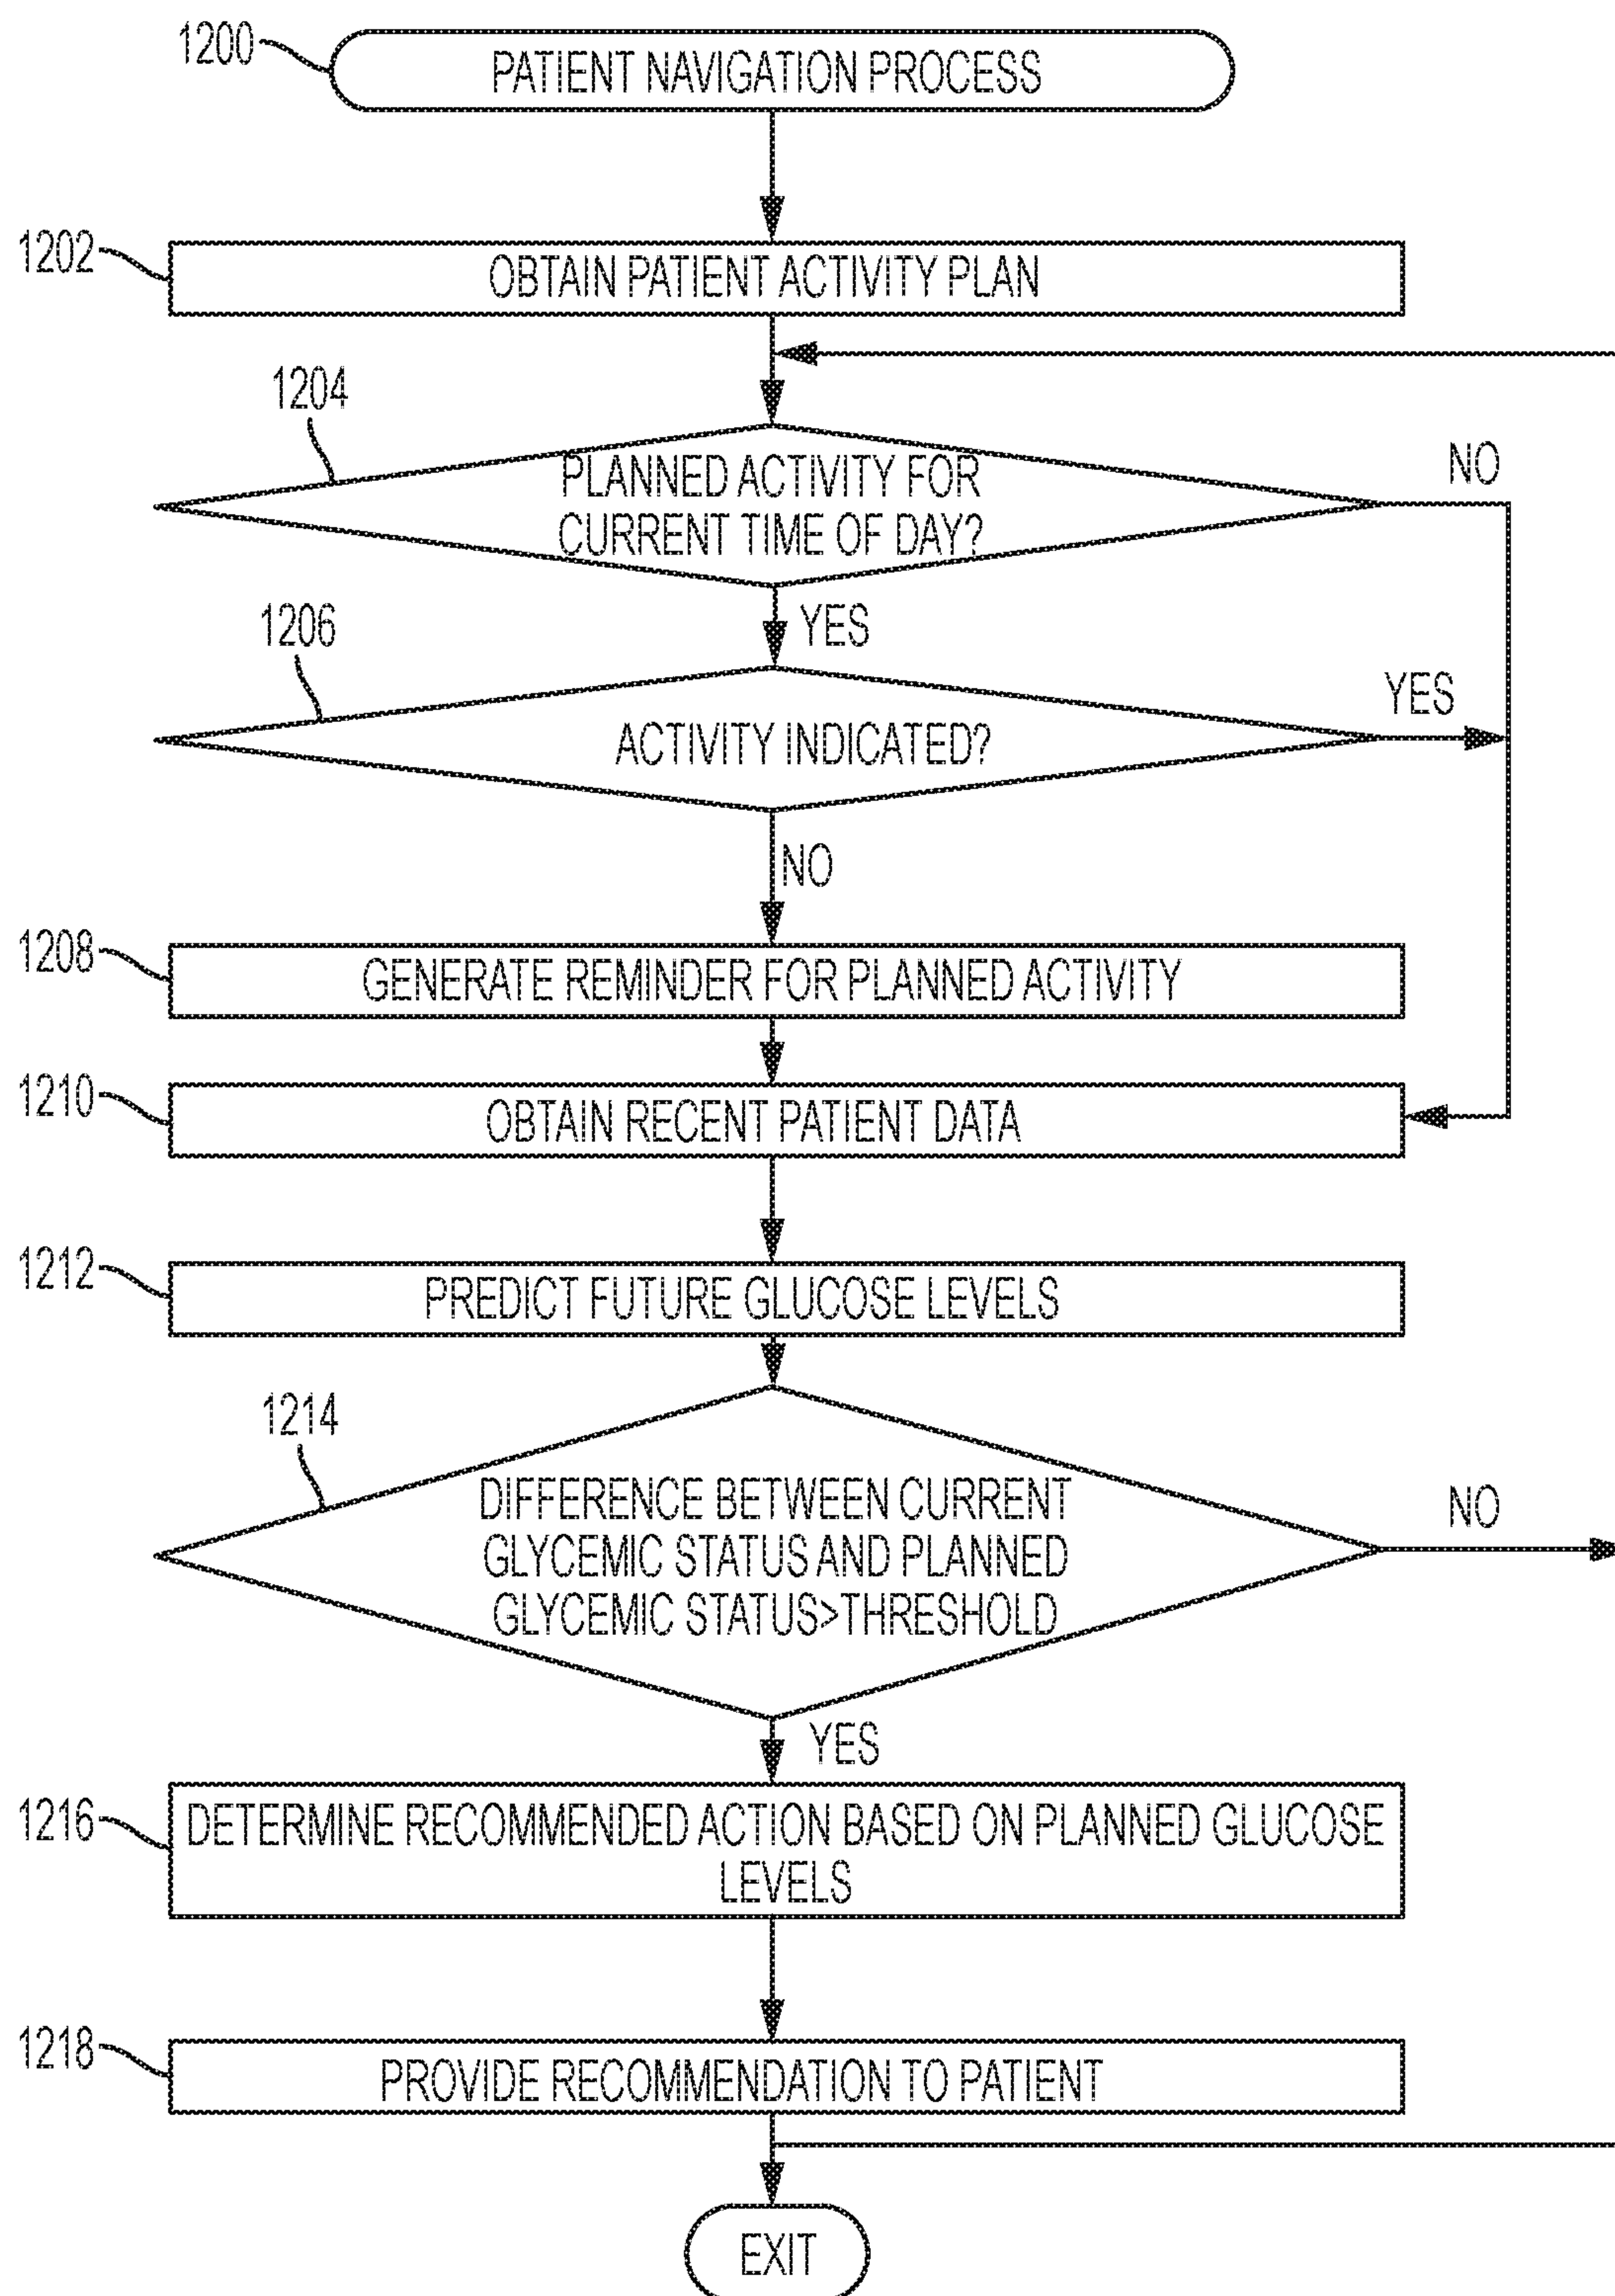 1200
PATIENT NAVIGATION PROCESS
1202
OBTAIN PATIENT ACTIVITY PLAN
1204
PLANNED ACTIVITY FOR
CURRENT TIME OF DAY?
NO
YES
1206
ACTIVITY INDICATED?
YES
NO
1208
GENERATE REMINDER FOR PLANNED ACTIVITY
1210
OBTAIN RECENT PATIENT DATA
1212
PREDICT FUTURE GLUCOSE LEVELS
1214
DIFFERENCE BETWEEN CURRENT
GLYCEMIC STATUS AND PLANNED
GLYCEMIC STATUS>THRESHOLD
NO
YES
1216
DETERMINE RECOMMENDED ACTION BASED ON PLANNED GLUCOSE
LEVELS
1218
PROVIDE RECOMMENDATION TO PATIENT
EXIT